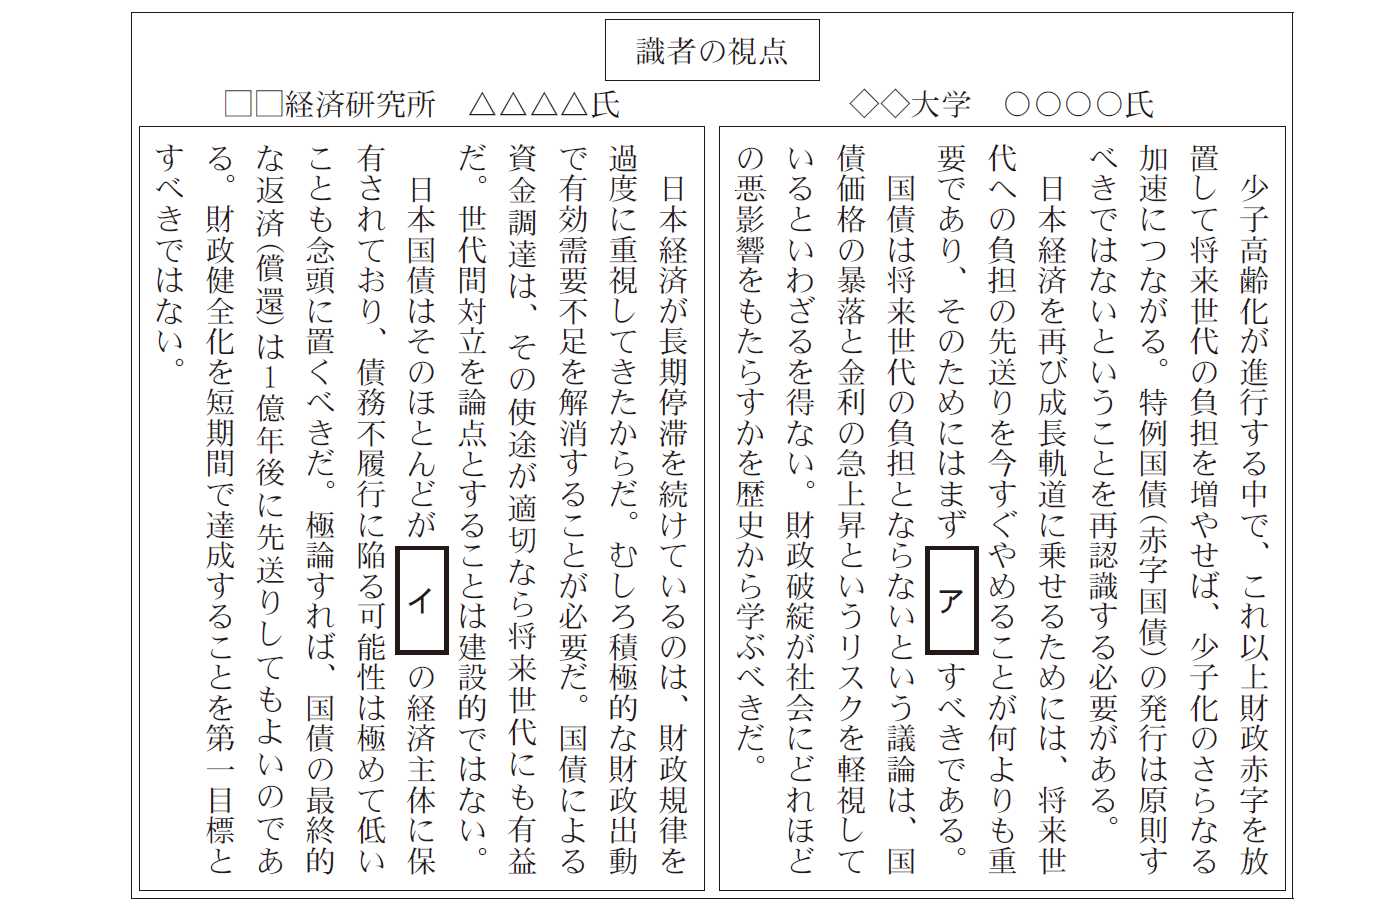 識者の視点
◇◇大学　〇〇〇〇氏
　少子高齢化が進行する中で、これ以上財政赤字を放
置して将来世代の負担を増やせば、少子化のさらなる
加速につながる。特例国債（赤字国債）の発行は原則す
べきではないということを再認識する必要がある。
　日本経済を再び成長軌道に乗せるためには、将来世
代への負担の先送りを今すぐやめることが何よりも重
要であり、そのためにはまず ア すべきである。
　国債は将来世代の負担とならないという議論は、国
債価格の暴落と金利の急上昇というリスクを軽視して
いるといわざるを得ない。財政破綻が社会にどれほど
の悪影響をもたらすかを歴史から学ぶべきだ。
□□経済研究所　△△△△氏
　日本経済が長期停滞を続けているのは、財政規律を
過度に重視してきたからだ。むしろ積極的な財政出動
で有効需要不足を解消することが必要だ。国債による
資金調達は、その使途が適切なら将来世代にも有益
だ。世代間対立を論点とすることは建設的ではない。
　日本国債はそのほとんどが イ の経済主体に保
有されており、債務不履行に陥る可能性は極めて低い
ことも念頭に置くべきだ。極論すれば、国債の最終的
な返済（償還）は１億年後に先送りしてもよいのであ
る。財政健全化を短期間で達成することを第一目標と
すべきではない。